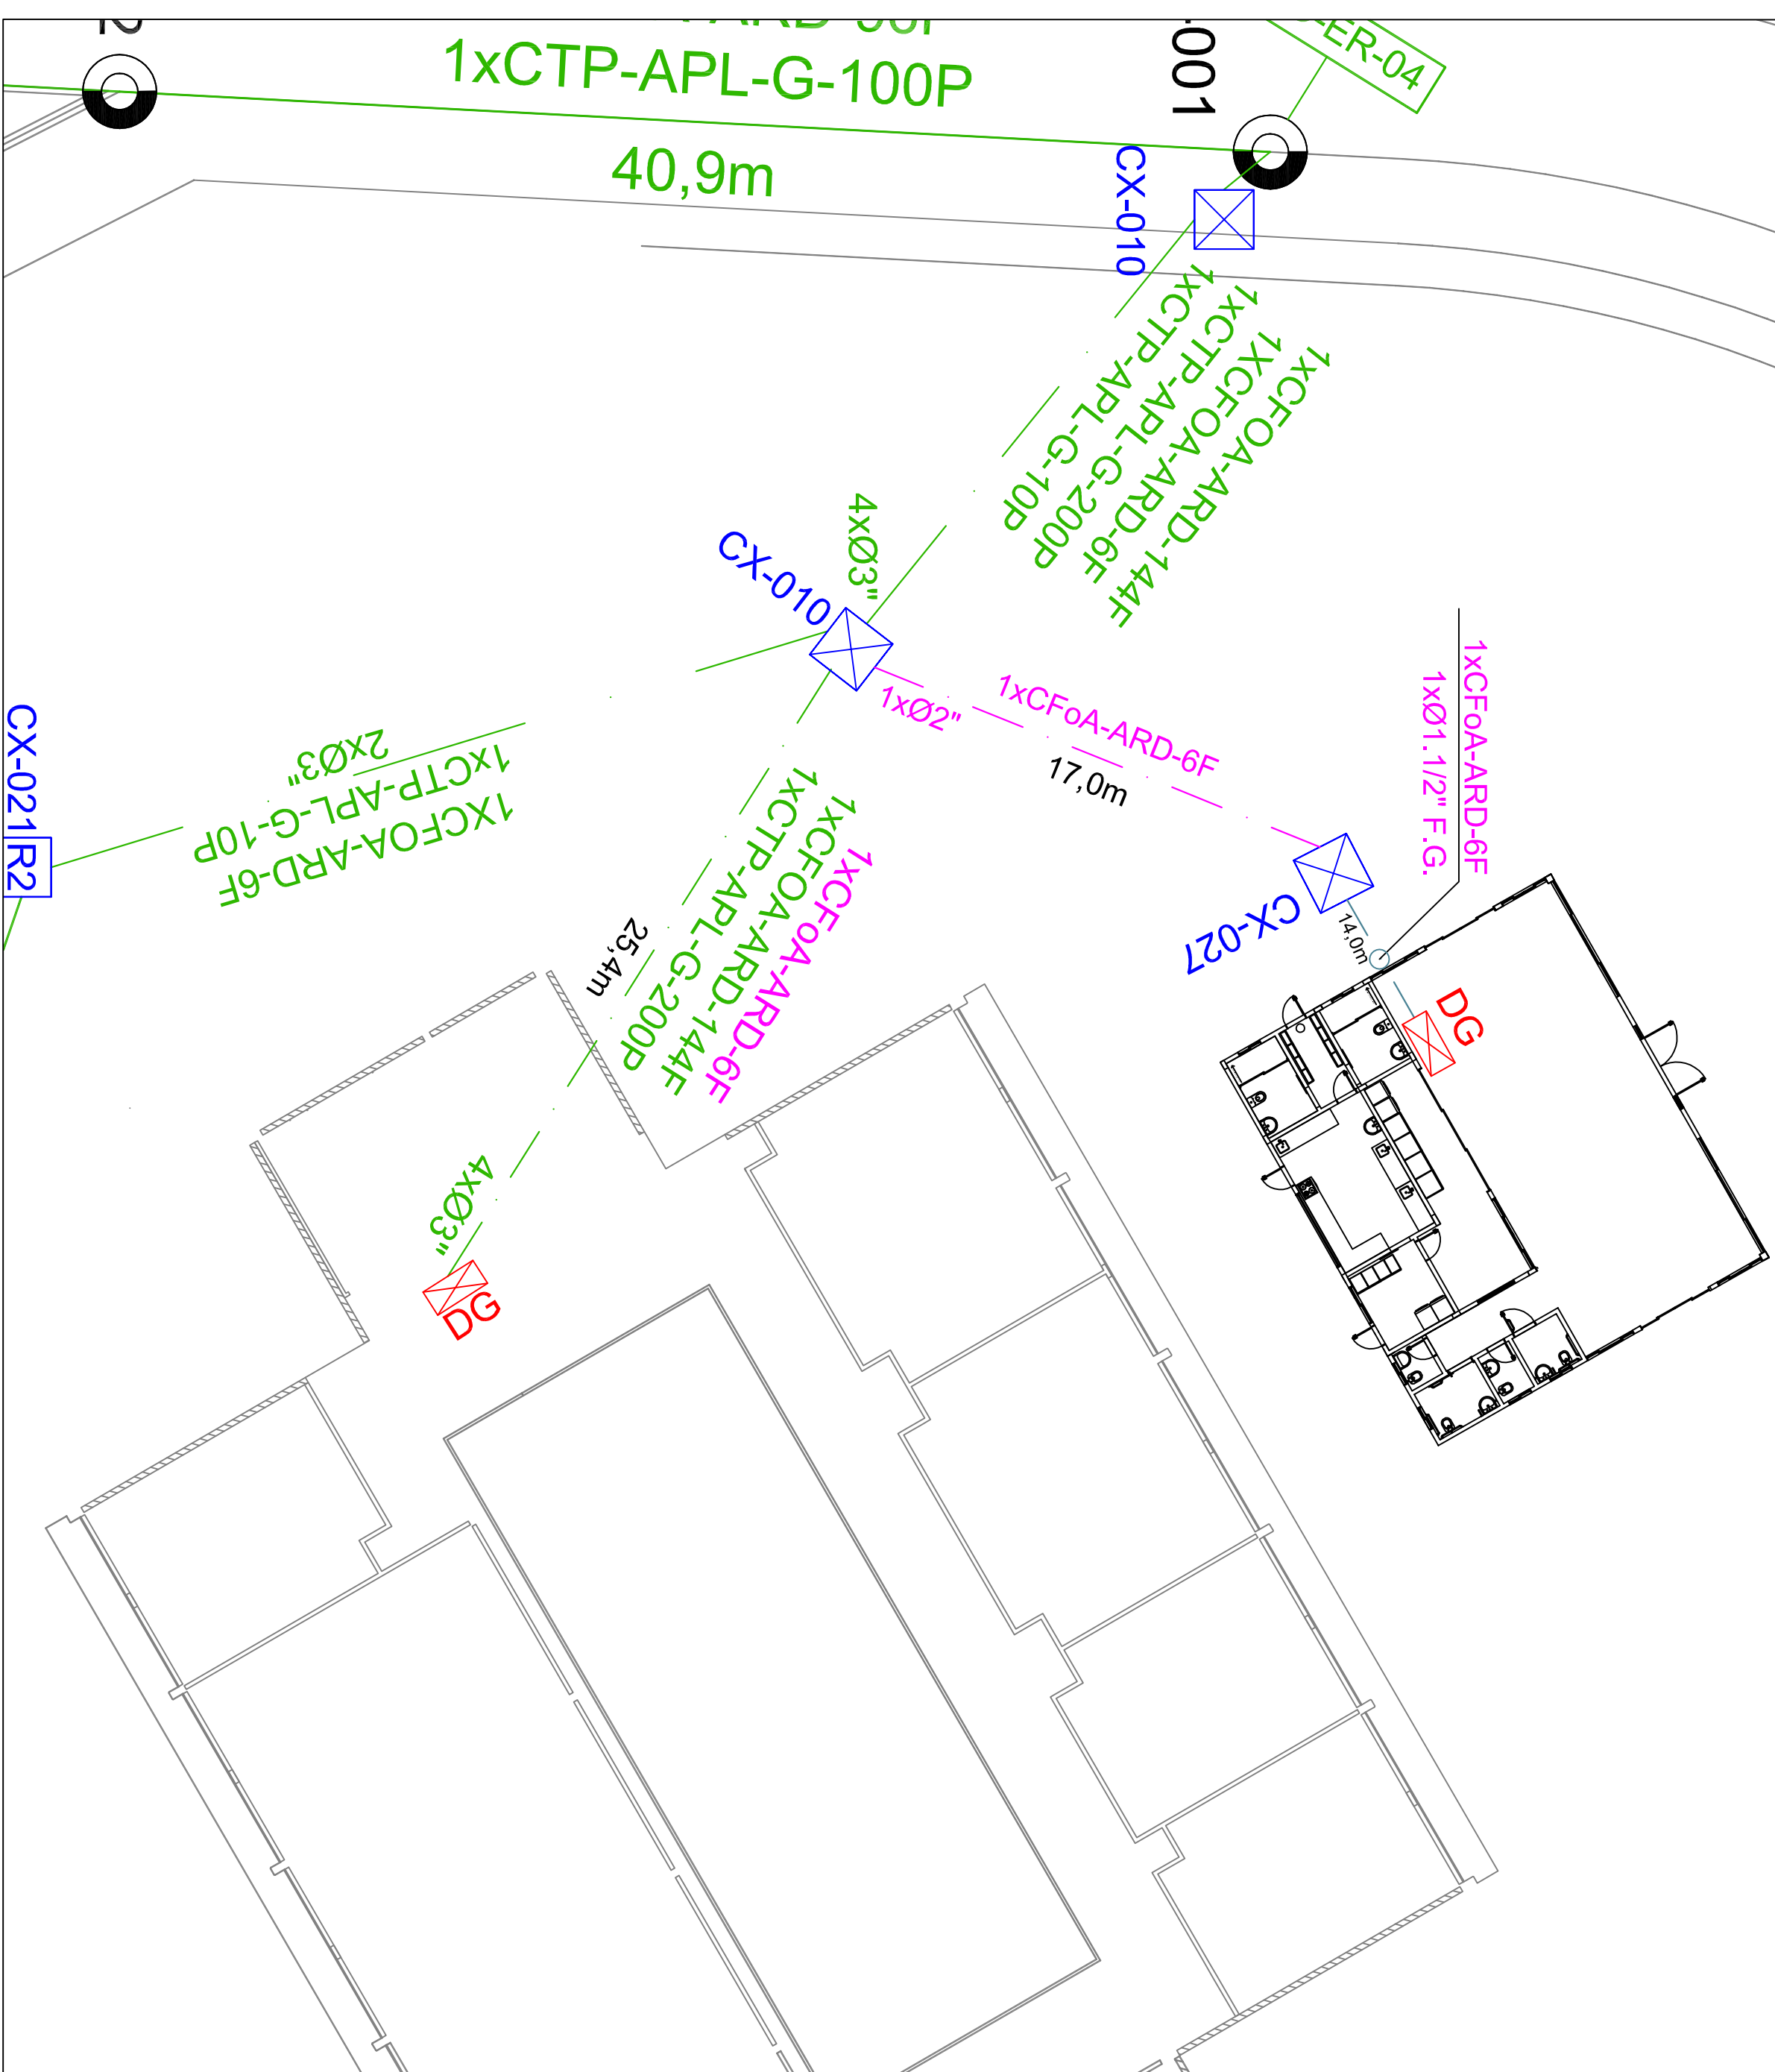 1xCTP-APL-G-100P
40,9m
-001
ER-04
CX-010
1xCFOA-ARD-144F
1XCFOA-ARD-6F
1xCTP-APL-G-200P
1xCTP-APL-G-10P
4xØ3"
CX-010
1xØ2"
1xCFoA-ARD-6F
17,0m
1xCFoA-ARD-6F
1xØ1.1/2" F.G.
CX-021
R2
2xØ3"
1xCTP-APL-G-10P
1XCFOA-ARD-6F
CX-027
14,0m
DG
1xCFoA-ARD-6F
1xCFOA-ARD-144F
1xCTP-APL-G-200P
25,4m
4xØ3"
DG